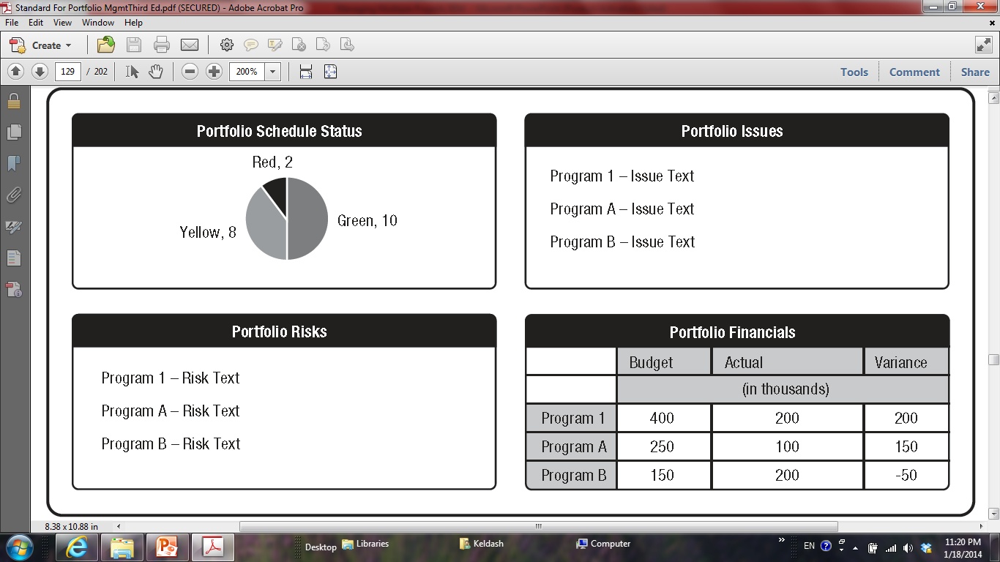 Standard For Portfolio MgmtThird Ed.pdf (SECURED) - Adobe Acrobat Pro
File Edit View Window Help
Create
129 / 202 200% Tools Comment Share
Portfolio Schedule Status
Red, 2
Green, 10
Yellow, 8
Portfolio Issues
Program 1 – Issue Text
Program A – Issue Text
Program B – Issue Text
Portfolio Risks
Program 1 – Risk Text
Program A – Risk Text
Program B – Risk Text
Portfolio Financials
Budget Actual Variance
(in thousands)
Program 1 400 200 200
Program A 250 100 150
Program B 150 200 -50
8.38 x 10.88 in
Desktop Libraries Keldash Computer EN 11:20 PM
1/18/2014